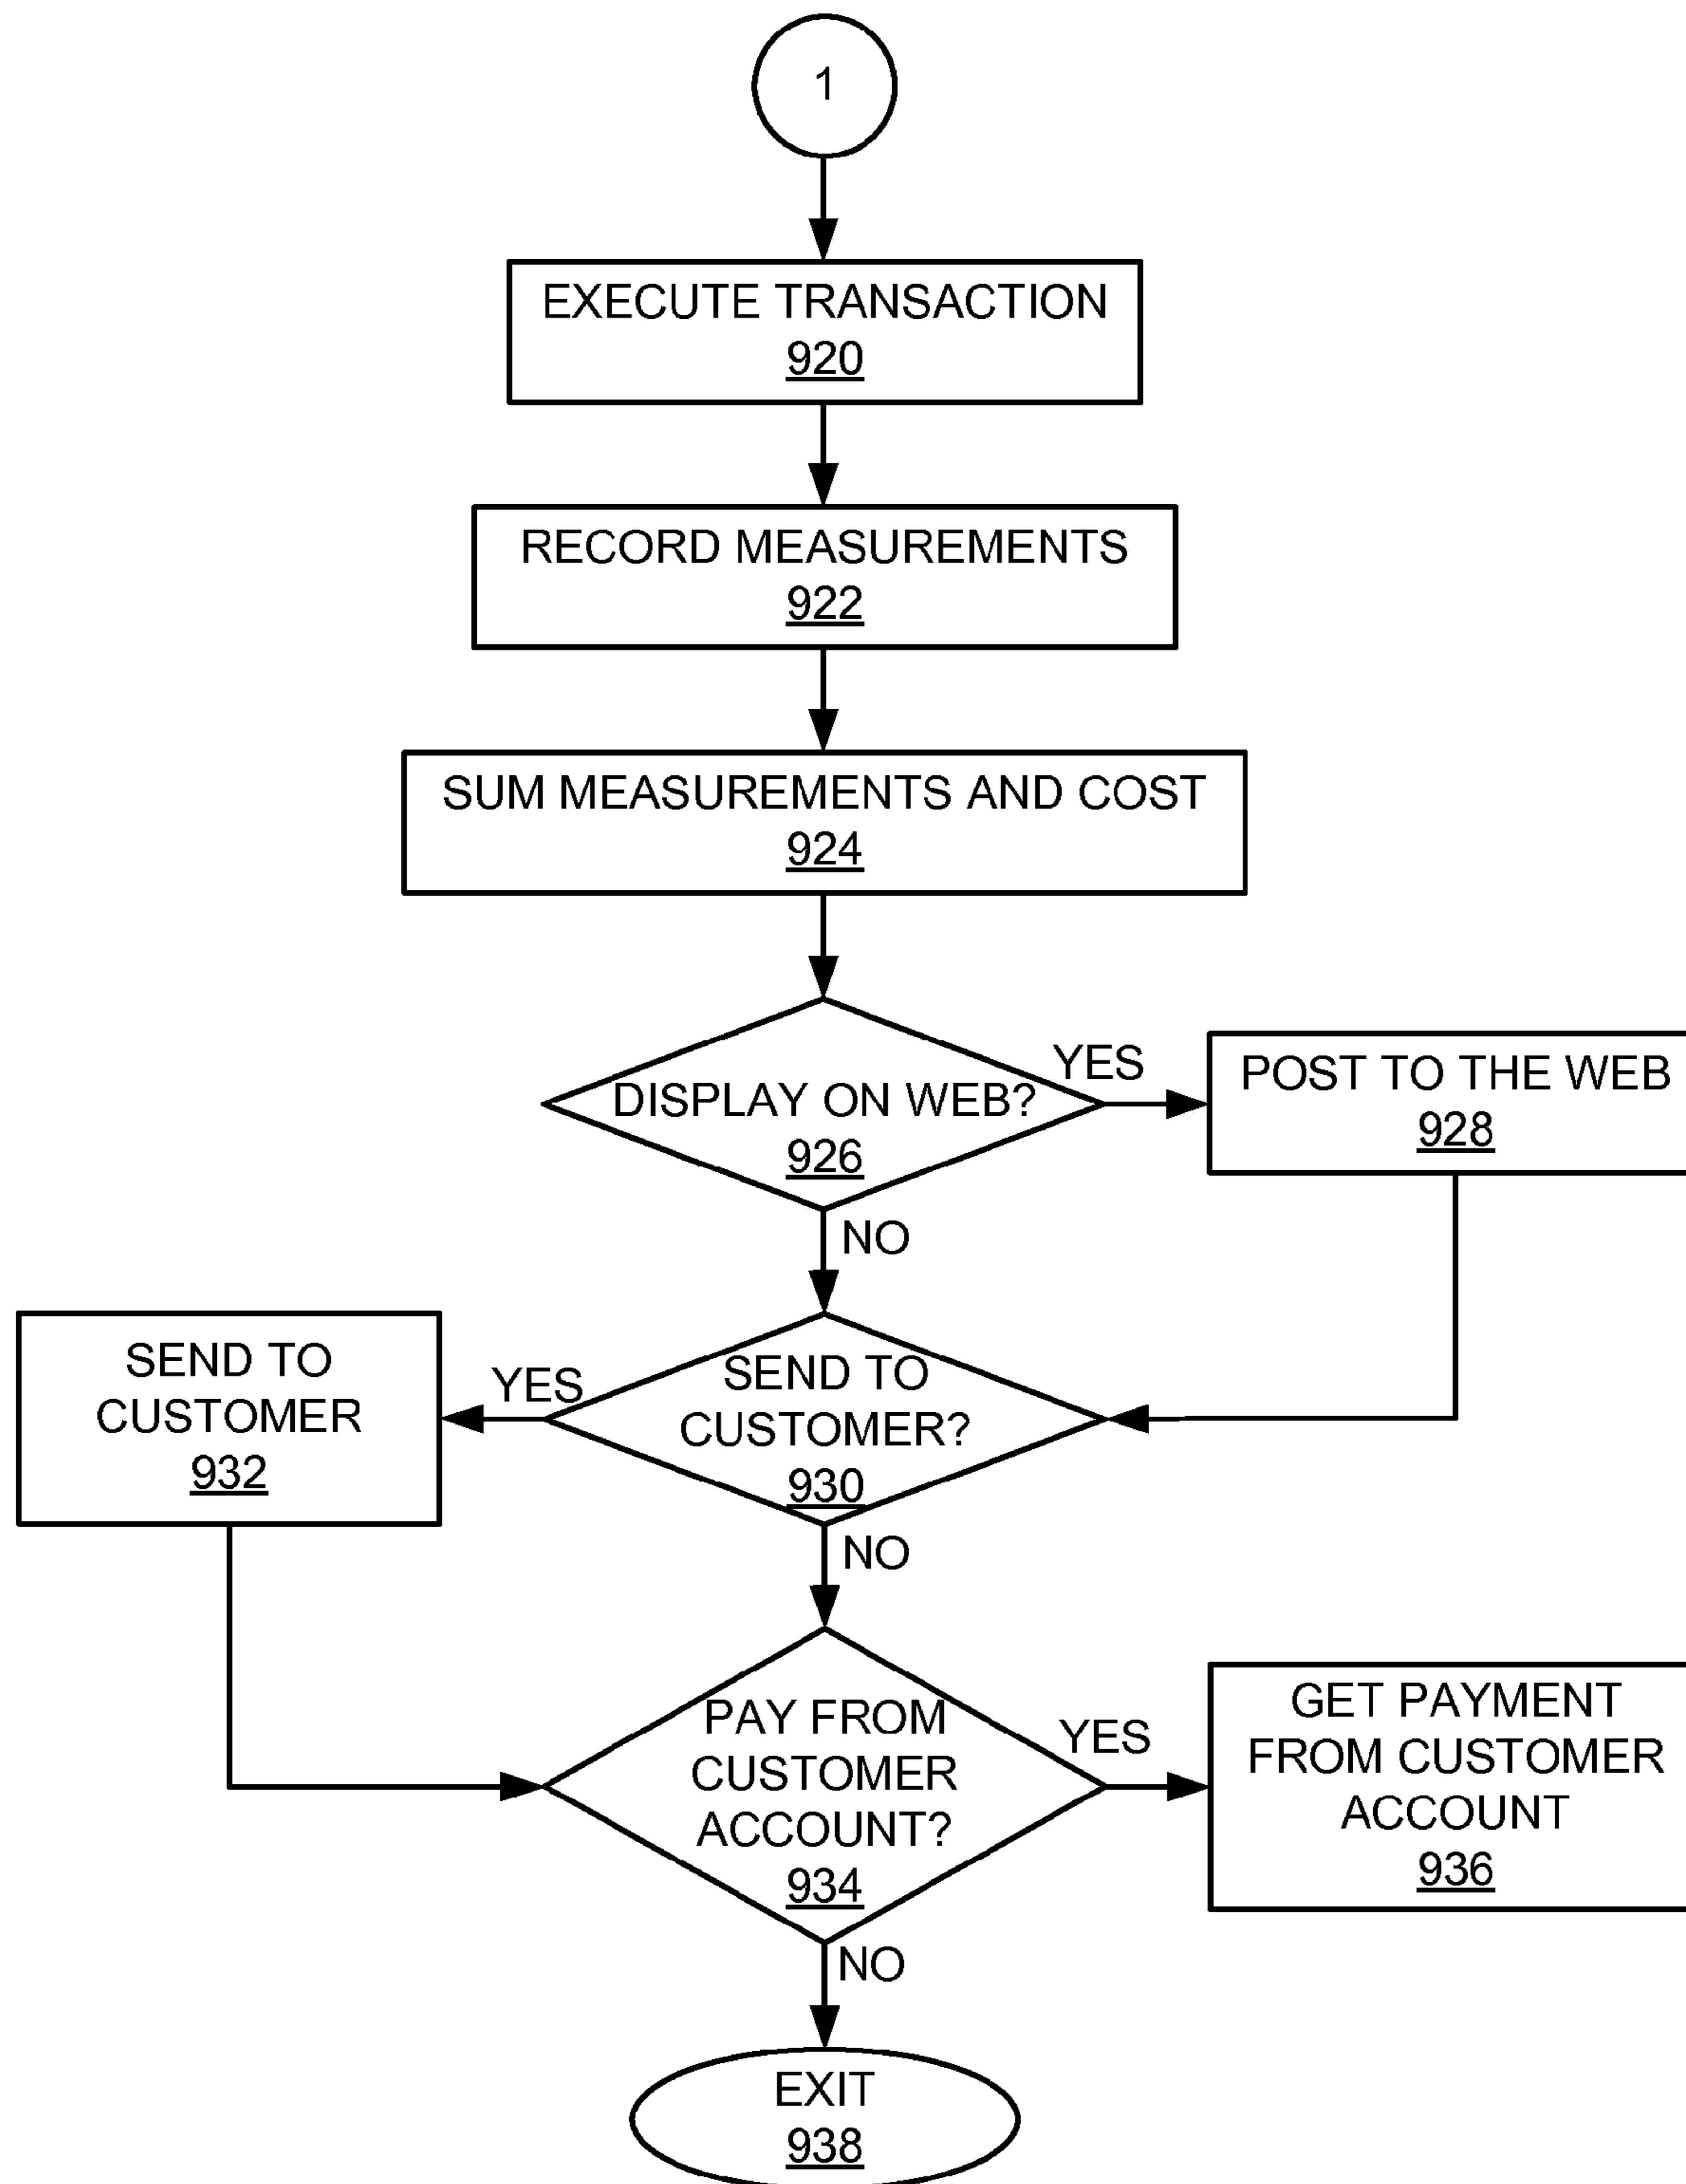 1
EXECUTE TRANSACTION
920
RECORD MEASUREMENTS
922
SUM MEASUREMENTS AND COST
924
DISPLAY ON WEB?
926
YES
POST TO THE WEB
928
NO
SEND TO
CUSTOMER?
930
YES
SEND TO
CUSTOMER
932
NO
PAY FROM
CUSTOMER
ACCOUNT?
934
YES
GET PAYMENT
FROM CUSTOMER
ACCOUNT
936
NO
EXIT
938